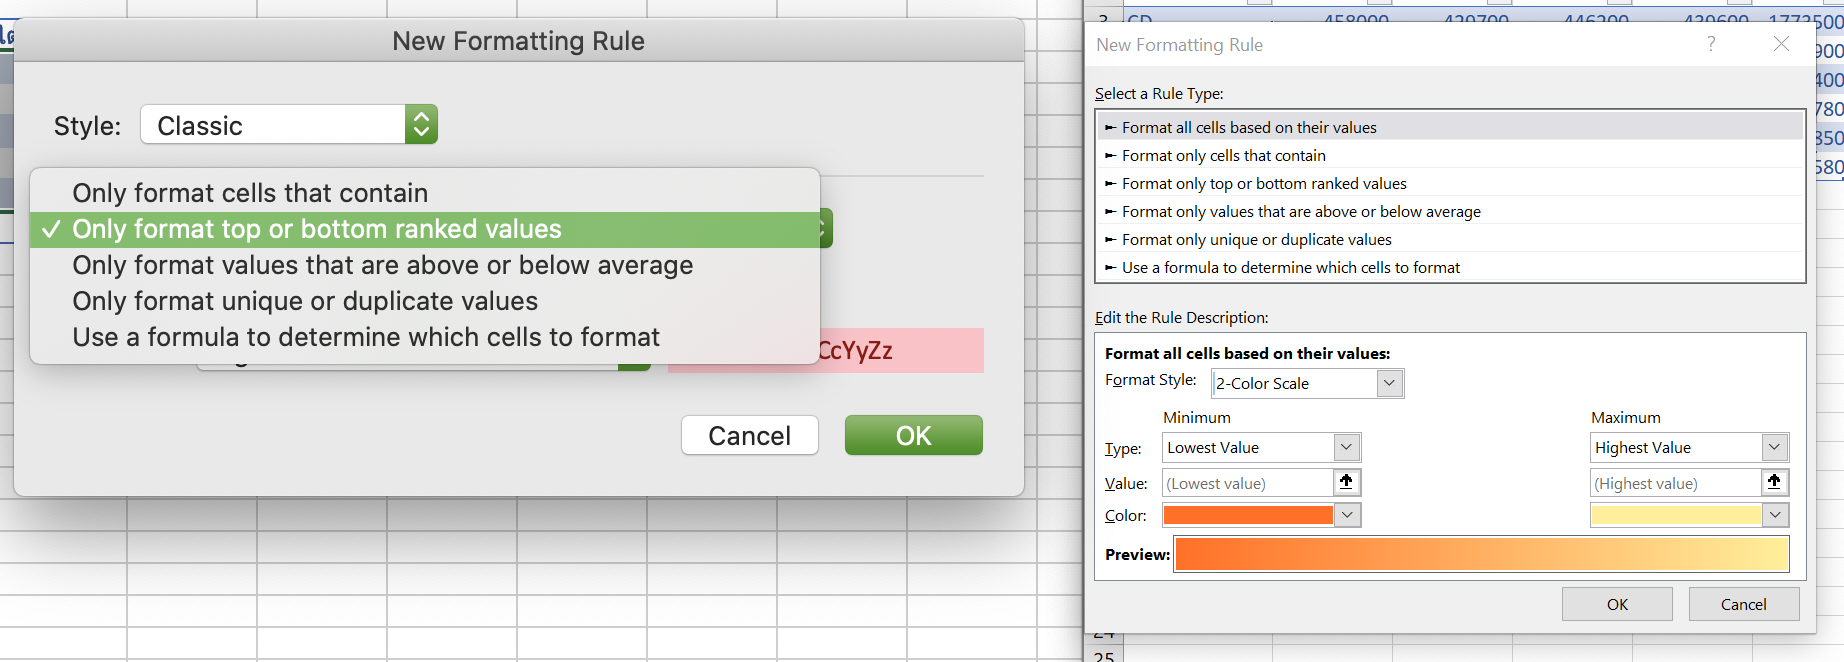 New Formatting Rule
Style:
Classic
Only format cells that contain
✓ Only format top or bottom ranked values
Only format values that are above or below average
Only format unique or duplicate values
Use a formula to determine which cells to format
CcYyZz
Cancel
OK
New Formatting Rule
Select a Rule Type:
► Format all cells based on their values
► Format only cells that contain
► Format only top or bottom ranked values
► Format only values that are above or below average
► Format only unique or duplicate values
► Use a formula to determine which cells to format
Edit the Rule Description:
Format all cells based on their values:
Format Style: 2-Color Scale
Minimum Maximum
Type: Lowest Value Highest Value
Value: (Lowest value) (Highest value)
Color:
Preview:
OK Cancel
25